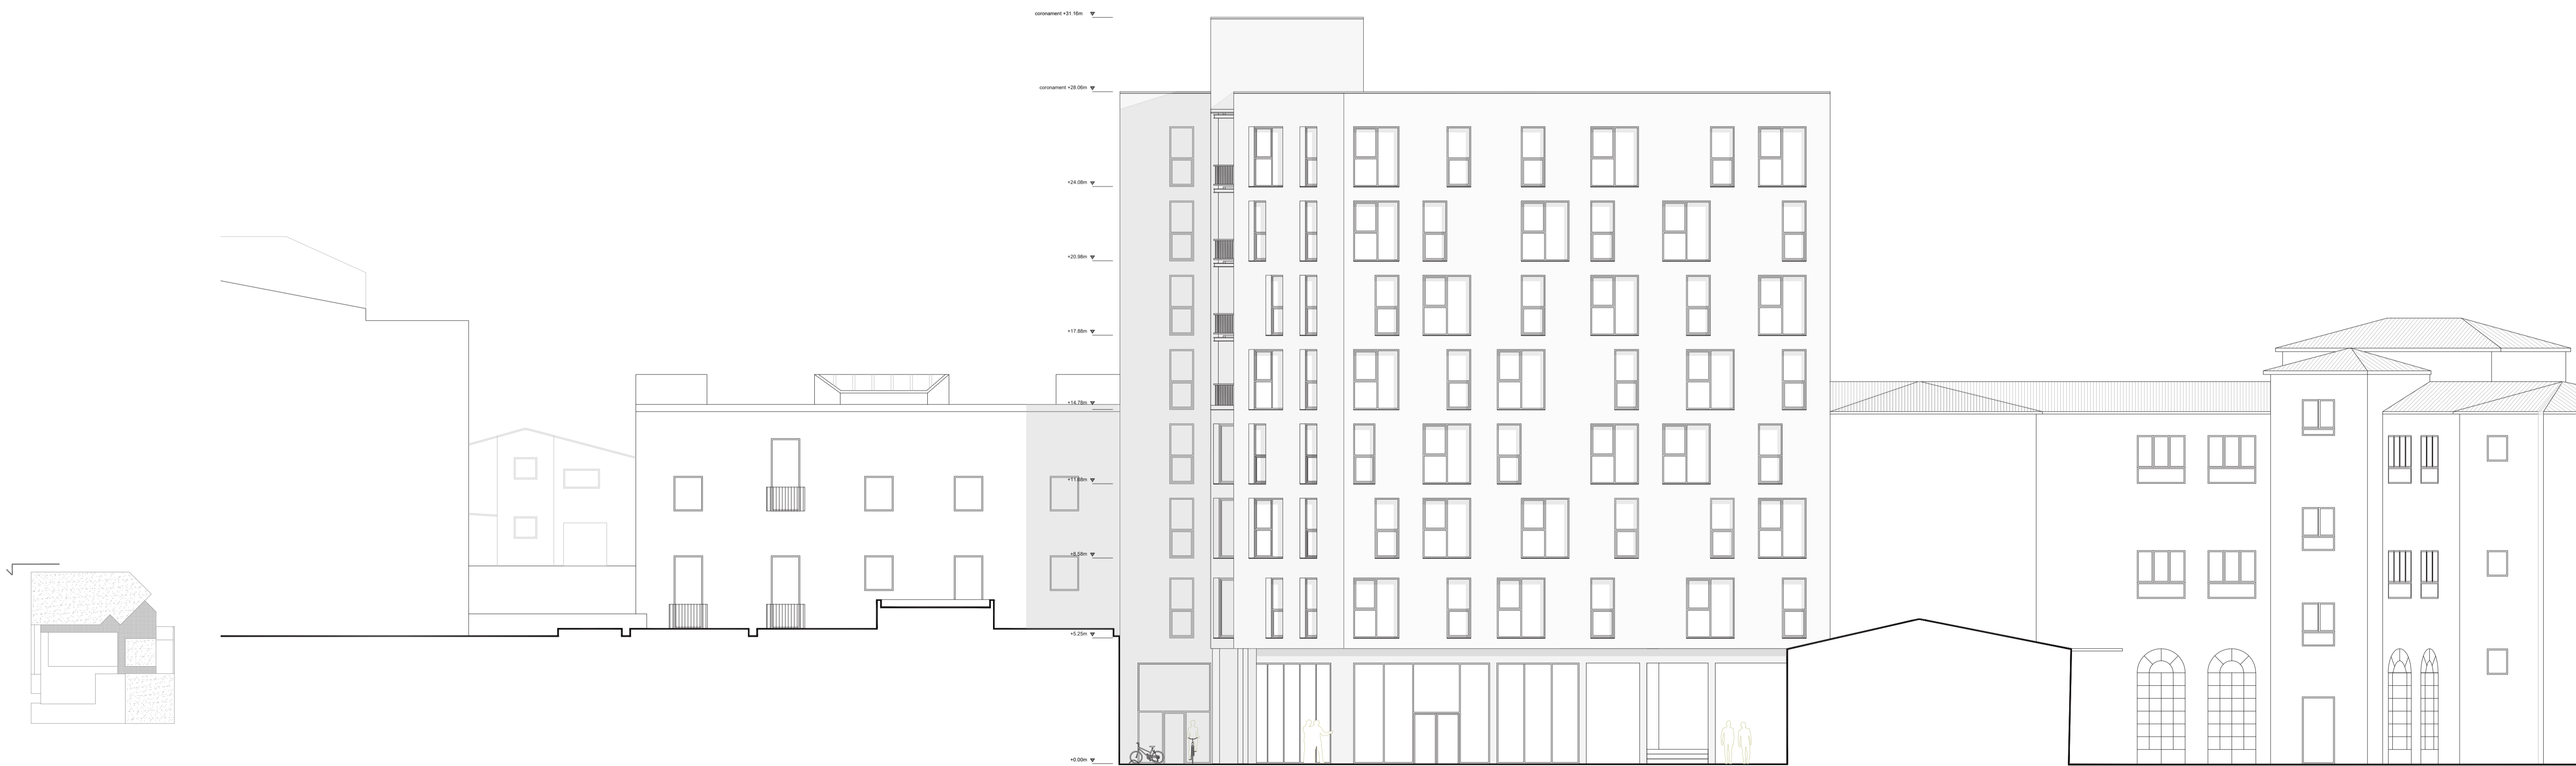 coronament +31.16m
coronament +28.06m
+24.08m
+20.98m
+17.88m
+14.78m
+11.68m
+8.58m
+5.25m
+0.00m